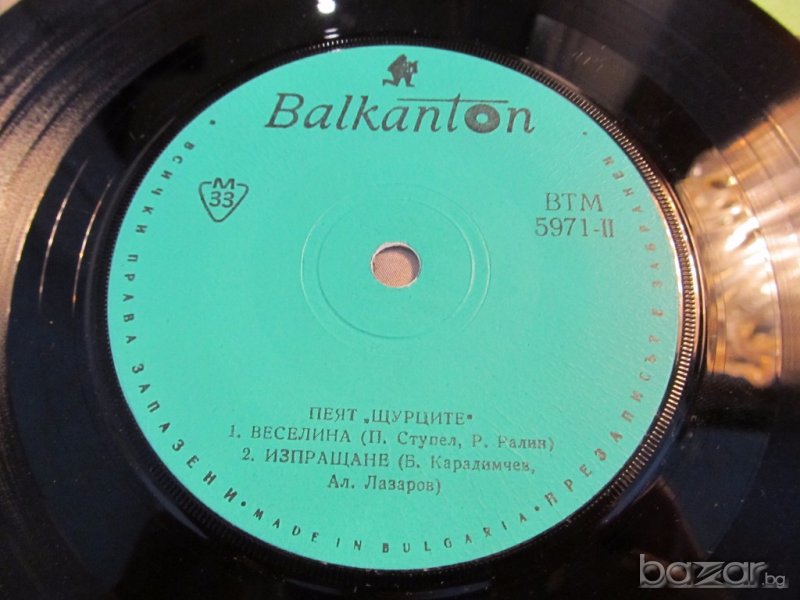 Balkanton
M
33
ВТМ
5971-II
ПЕЯТ „ЩУРЦИТЕ"
1. ВЕСЕЛИНА (П. Ступел, Р. Ралин)
2. ИЗПРАЩАНЕ (Б. Карадимчев,
Ал. Лазаров)
ВСИЧКИ ПРАВА ЗАПАЗЕНИ · MADE IN BULGARIA · ПРЕЗАПИСЪТ Е ЗАБРАНЕН
bazar.bg